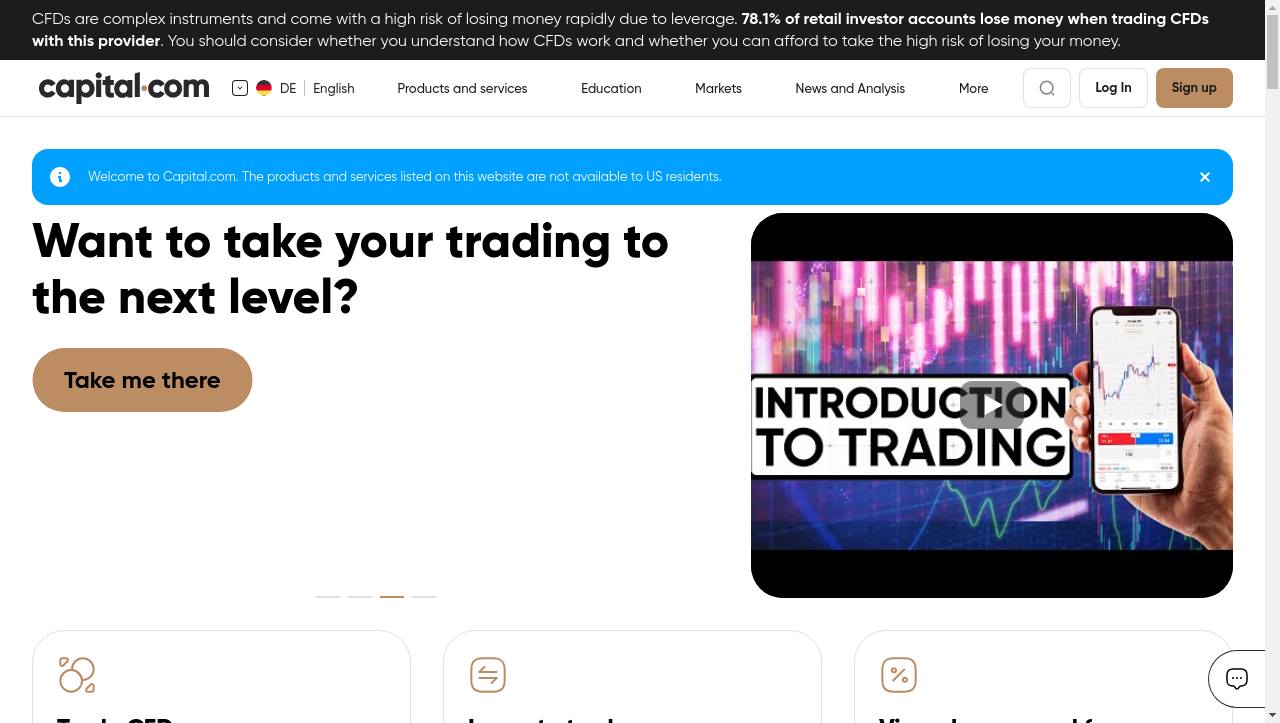 CFDs are complex instruments and come with a high risk of losing money rapidly due to leverage. 78.1% of retail investor accounts lose money when trading CFDs
with this provider. You should consider whether you understand how CFDs work and whether you can afford to take the high risk of losing your money.
capital.com
DE English
Products and services
Education
Markets
News and Analysis
More
Log In
Sign up
Welcome to Capital.com. The products and services listed on this website are not available to US residents.
Want to take your trading to
the next level?
Take me there
INTRODUCTION
TO TRADING